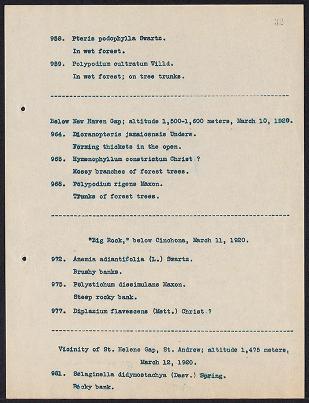 958. Pteris podophylla Swartz.
In wet forest.
959. Polypodium cultratum Willd.
In wet forest; on tree trunks.
Below New Haven Gap; altitude 1,500-1,600 meters, March 10, 1920.
964. Dicranopteris jamaicensis Underw.
Forming thickets in the open.
965. Hymenophyllum constrictum Christ ?
Mossy branches of forest trees.
Polypodium rigens Maxon.
Trunks of forest trees.
"Big Rock," below Cinchona, March 11, 1920.
972. Anemia adiantifolia (L.) Swartz.
Brushy banks.
975. Polystichum dissimulans Maxon.
Steep rocky bank.
977. Diplazium flavescens (Mett.) Christ ?
Vicinity of St. Helens Gap, St. Andrew; altitude 1,475 meters,
March 12, 1920.
981. Selaginella didymostachya (Desv.) Spring.
Rocky bank.